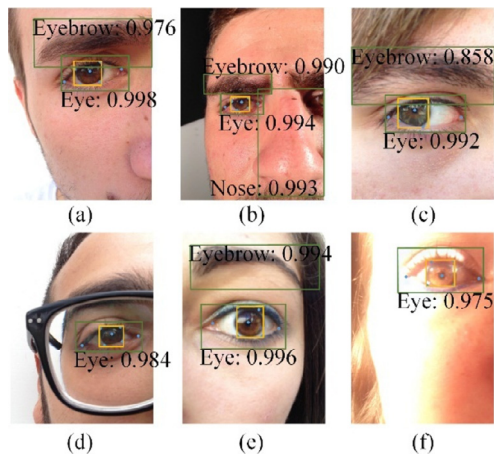 Eyebrow: 0.976
Eye: 0.998
(a)
Eyebrow: 0.990
Eye: 0.994
Nose: 0.993
(b)
Eyebrow: 0.858
Eye: 0.992
(c)
Eye: 0.984
(d)
Eyebrow: 0.994
Eye: 0.996
(e)
Eye: 0.975
(f)